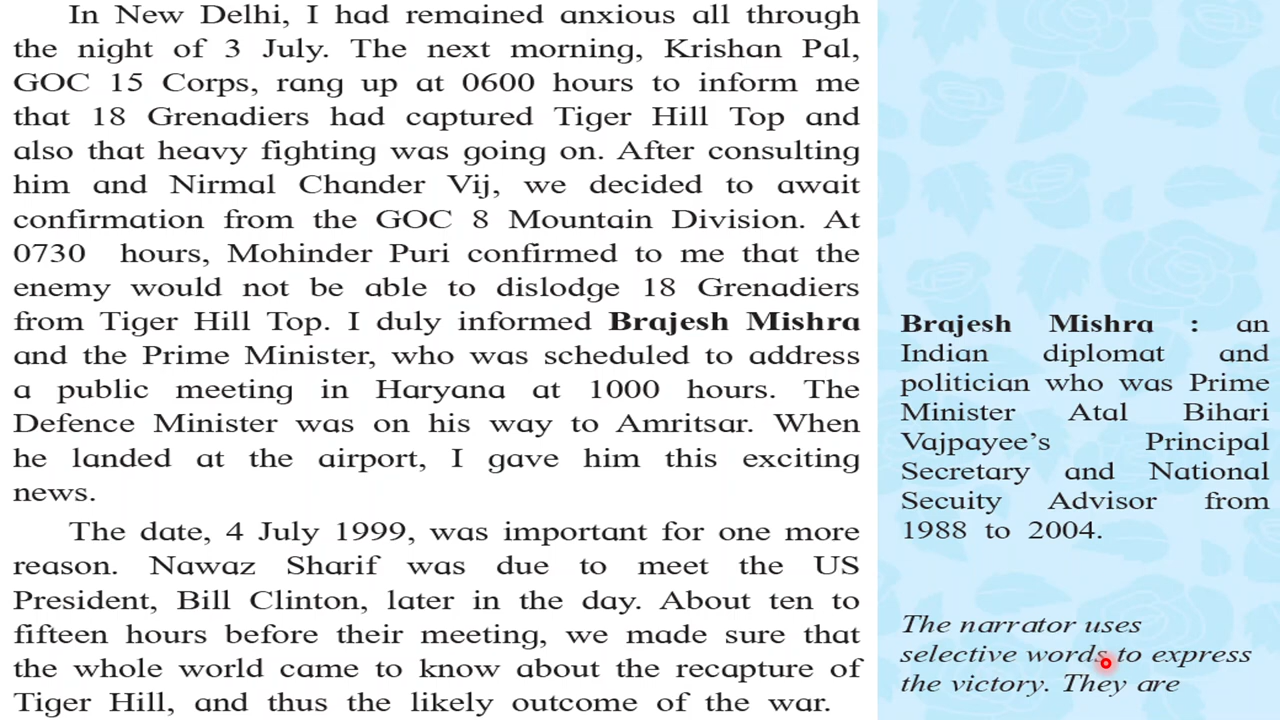 In New Delhi, I had remained anxious all through
the night of 3 July. The next morning, Krishan Pal,
GOC 15 Corps, rang up at 0600 hours to inform me
that 18 Grenadiers had captured Tiger Hill Top and
also that heavy fighting was going on. After consulting
him and Nirmal Chander Vij, we decided to await
confirmation from the GOC 8 Mountain Division. At
0730 hours, Mohinder Puri confirmed to me that the
enemy would not be able to dislodge 18 Grenadiers
from Tiger Hill Top. I duly informed Brajesh Mishra
and the Prime Minister, who was scheduled to address
a public meeting in Haryana at 1000 hours. The
Defence Minister was on his way to Amritsar. When
he landed at the airport, I gave him this exciting
news.
The date, 4 July 1999, was important for one more
reason. Nawaz Sharif was due to meet the US
President, Bill Clinton, later in the day. About ten to
fifteen hours before their meeting, we made sure that
the whole world came to know about the recapture of
Tiger Hill, and thus the likely outcome of the war.
Brajesh Mishra : an
Indian diplomat and
politician who was Prime
Minister Atal Bihari
Vajpayee's Principal
Secretary and National
Secuity Advisor from
1988 to 2004.
The narrator uses
selective words to express
the victory. They are